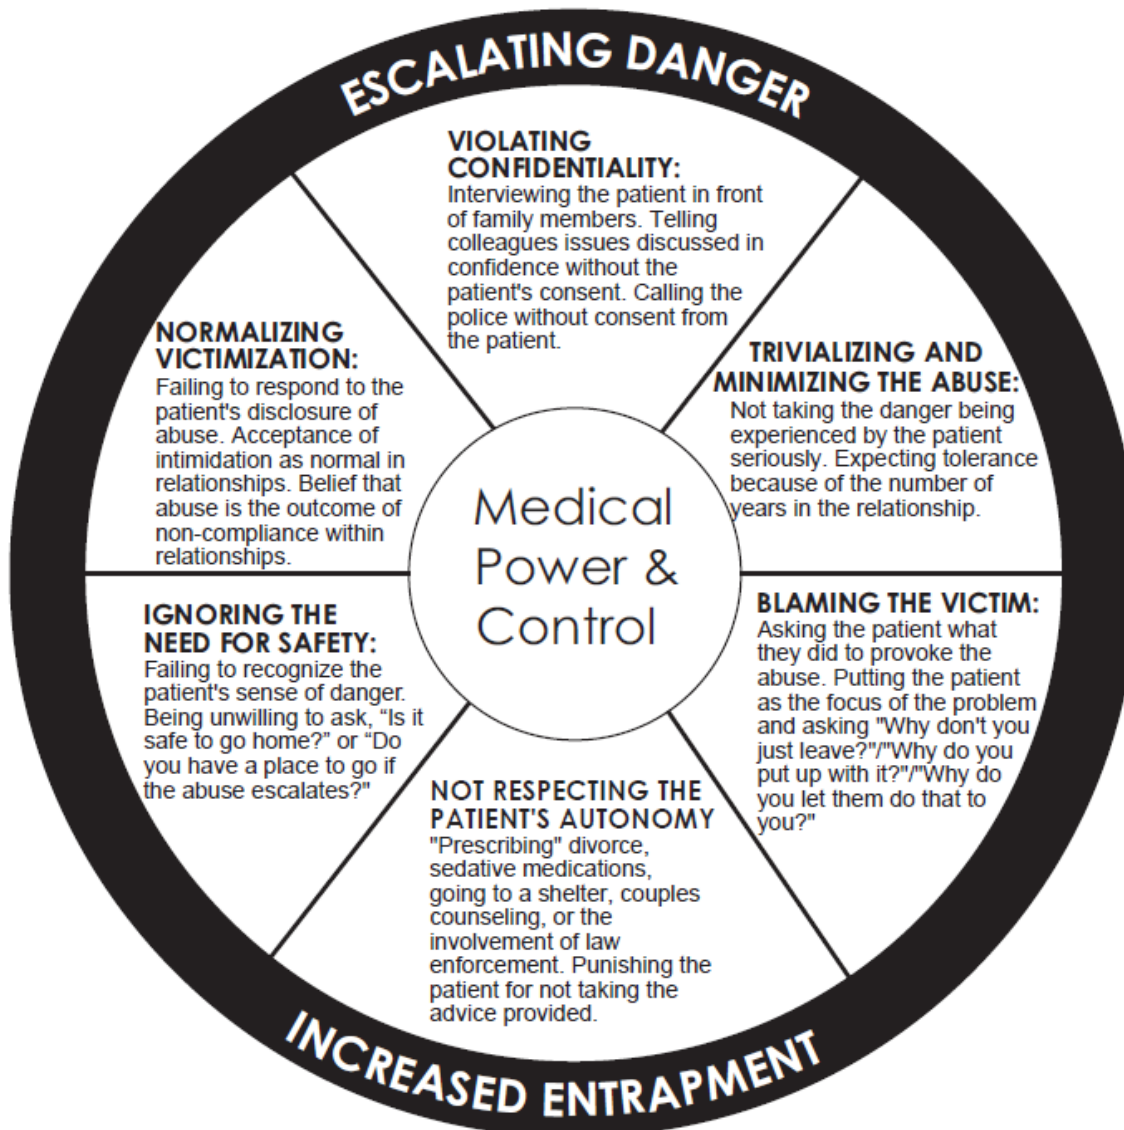 ESCALATING DANGER
VIOLATING
CONFIDENTIALITY:
Interviewing the patient in front
of family members. Telling
colleagues issues discussed in
confidence without the
patient's consent. Calling the
police without consent from
the patient.
TRIVIALIZING AND
MINIMIZING THE ABUSE:
Not taking the danger being
experienced by the patient
seriously. Expecting tolerance
because of the number of
years in the relationship.
BLAMING THE VICTIM:
Asking the patient what
they did to provoke the
abuse. Putting the patient
as the focus of the problem
and asking "Why don't you
just leave?"/"Why do you
put up with it?"/"Why do
you let them do that to
you?"
NOT RESPECTING THE
PATIENT'S AUTONOMY
"Prescribing" divorce,
sedative medications,
going to a shelter, couples
counseling, or the
involvement of law
enforcement. Punishing the
patient for not taking the
advice provided.
IGNORING THE
NEED FOR SAFETY:
Failing to recognize the
patient's sense of danger.
Being unwilling to ask, “Is it
safe to go home?” or “Do
you have a place to go if
the abuse escalates?"
NORMALIZING
VICTIMIZATION:
Failing to respond to the
patient's disclosure of
abuse. Acceptance of
intimidation as normal in
relationships. Belief that
abuse is the outcome of
non-compliance within
relationships.
Medical
Power &
Control
INCREASED ENTRAPMENT